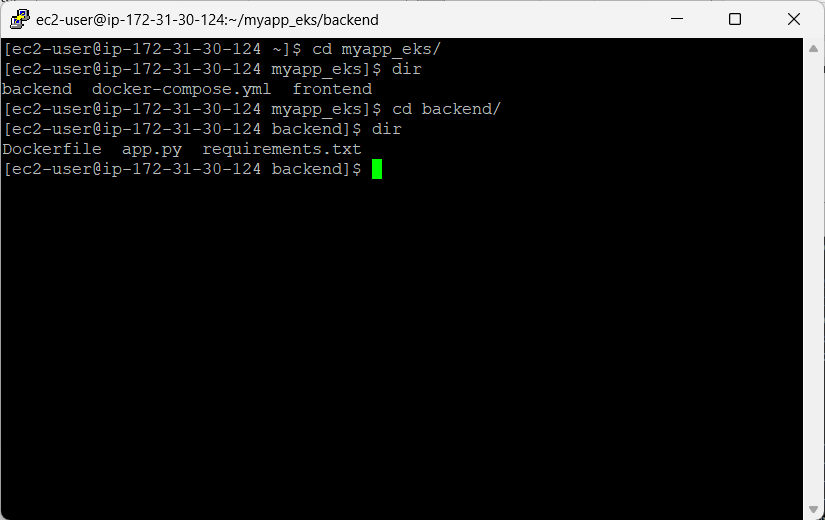 ec2-user@ip-172-31-30-124:~/myapp_eks/backend
[ec2-user@ip-172-31-30-124 ~]$ cd myapp_eks/
[ec2-user@ip-172-31-30-124 myapp_eks]$ dir
backend  docker-compose.yml  frontend
[ec2-user@ip-172-31-30-124 myapp_eks]$ cd backend/
[ec2-user@ip-172-31-30-124 backend]$ dir
Dockerfile  app.py  requirements.txt
[ec2-user@ip-172-31-30-124 backend]$